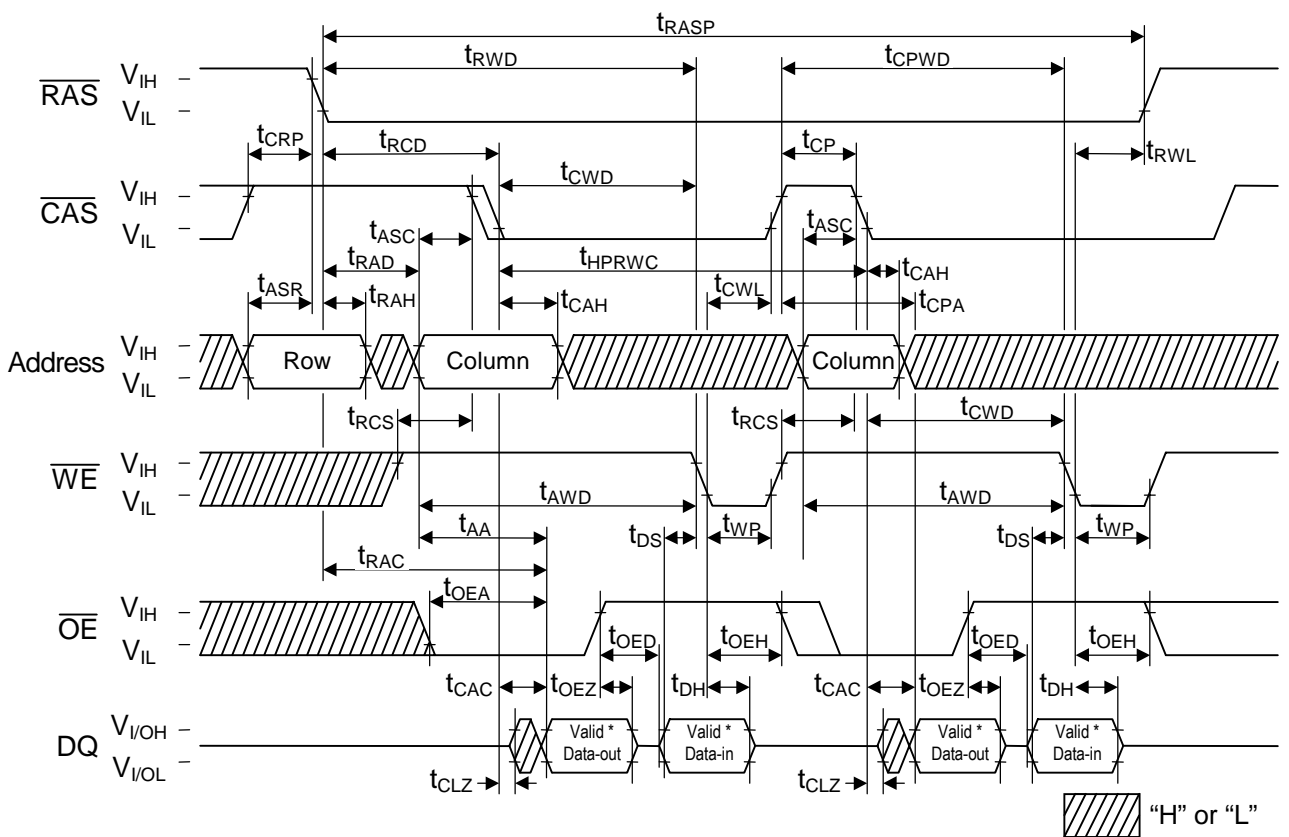 tRASP
tRWD tCPWD
RAS VIH
VIL
tCRP tRCD tCP tRWL
tCWD
CAS VIH
VIL
tASC tASC
tRAD tHPRWC tCAH
tASR tRAH tCAH tCWL tCPA
Address VIH
VIL
Row Column Column
tRCS tRCS tCWD
WE VIH
VIL
tAWD tAWD
tAA tDS tWP tDS tWP
tRAC
tOEA
OE VIH
VIL
tOED tOEH tOED tOEH
tCAC tOEZ tDH tCAC tOEZ tDH
DQ VI/OH
VI/OL
Valid * Valid * Valid * Valid *
Data-out Data-in Data-out Data-in
tCLZ tCLZ
“H” or “L”